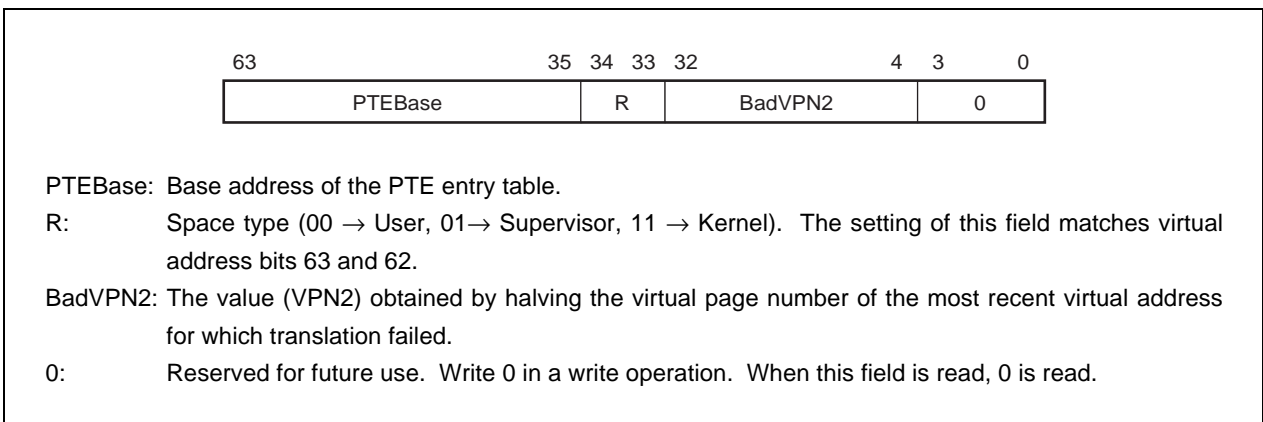 63 35 34 33 32 4 3 0
PTEBase R BadVPN2 0
PTEBase: Base address of the PTE entry table.
R: Space type (00 → User, 01→ Supervisor, 11 → Kernel). The setting of this field matches virtual
address bits 63 and 62.
BadVPN2: The value (VPN2) obtained by halving the virtual page number of the most recent virtual address
for which translation failed.
0: Reserved for future use. Write 0 in a write operation. When this field is read, 0 is read.